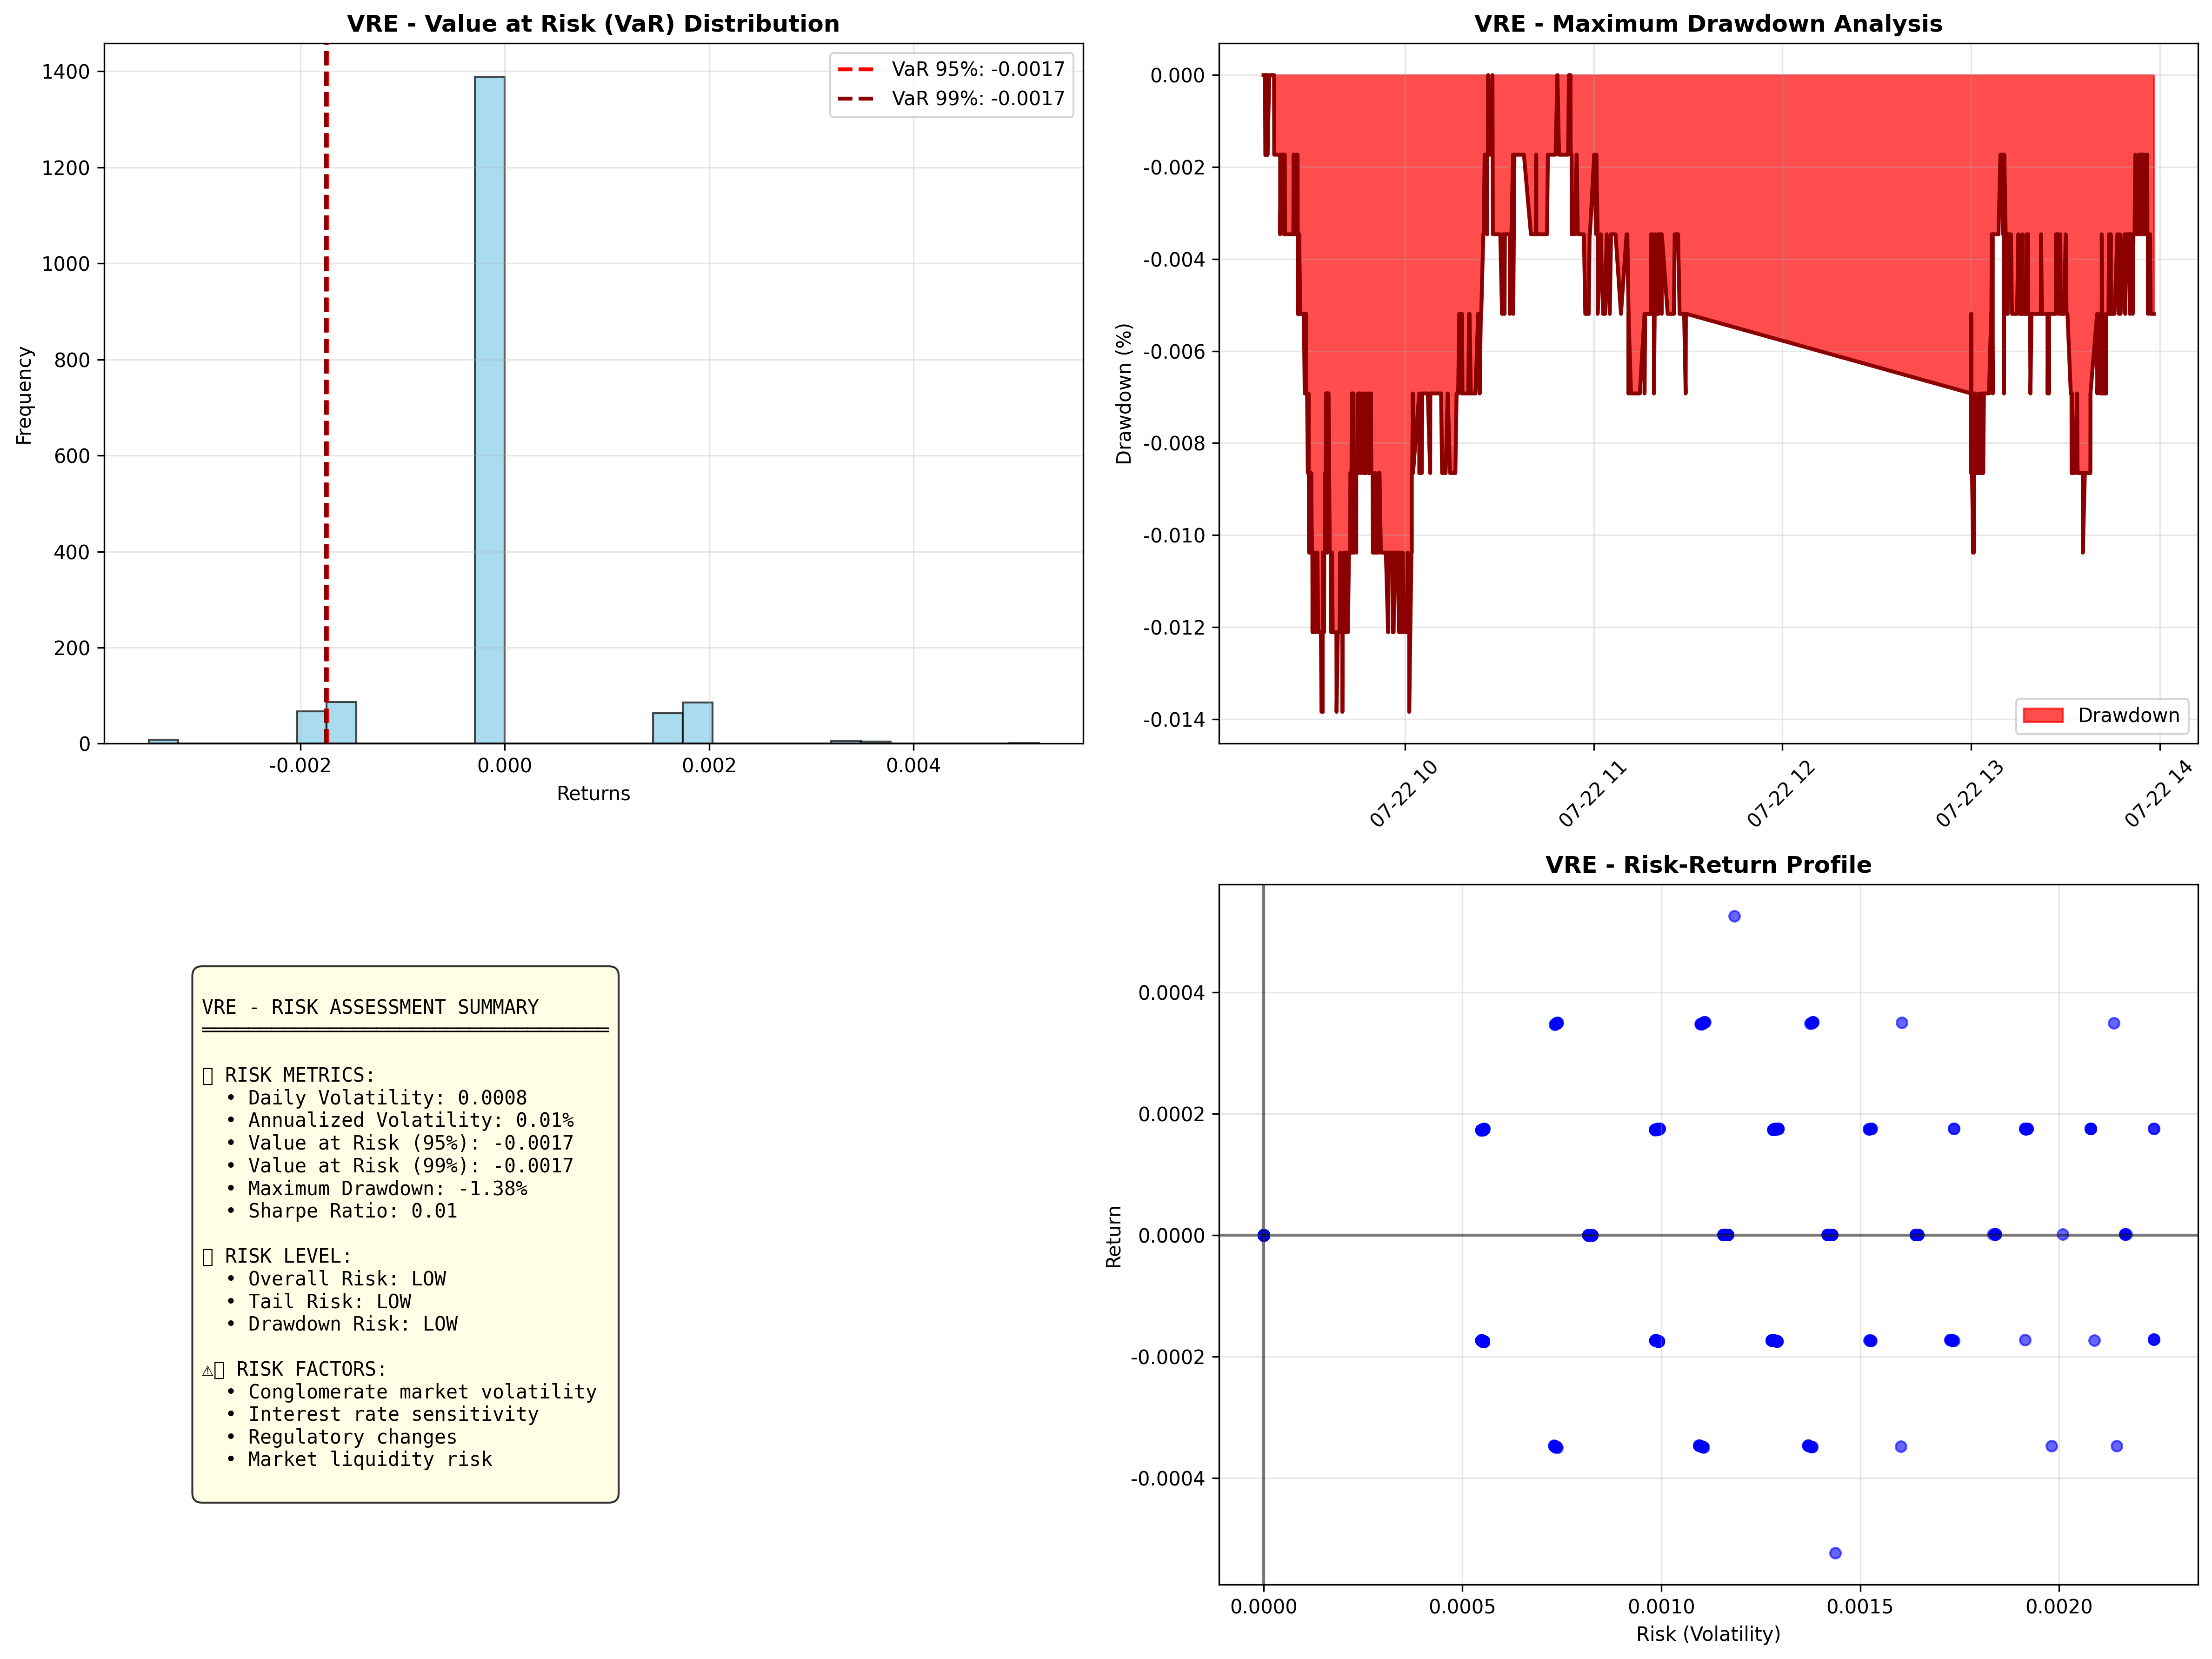 VRE - Value at Risk (VaR) Distribution
VaR 95%: -0.0017
VaR 99%: -0.0017
1400
1200
1000
800
600
400
200
0
Frequency
-0.002
0.000
0.002
0.004
Returns
VRE - Maximum Drawdown Analysis
0.000
-0.002
-0.004
-0.006
-0.008
-0.010
-0.012
-0.014
Drawdown (%)
Drawdown
07-22 10
07-22 11
07-22 12
07-22 13
07-22 14
VRE - RISK ASSESSMENT SUMMARY
RISK METRICS:
• Daily Volatility: 0.0008
• Annualized Volatility: 0.01%
• Value at Risk (95%): -0.0017
• Value at Risk (99%): -0.0017
• Maximum Drawdown: -1.38%
• Sharpe Ratio: 0.01
RISK LEVEL:
• Overall Risk: LOW
• Tail Risk: LOW
• Drawdown Risk: LOW
⚠ RISK FACTORS:
• Conglomerate market volatility
• Interest rate sensitivity
• Regulatory changes
• Market liquidity risk
VRE - Risk-Return Profile
0.0004
0.0002
0.0000
-0.0002
-0.0004
Return
0.0000
0.0005
0.0010
0.0015
0.0020
Risk (Volatility)